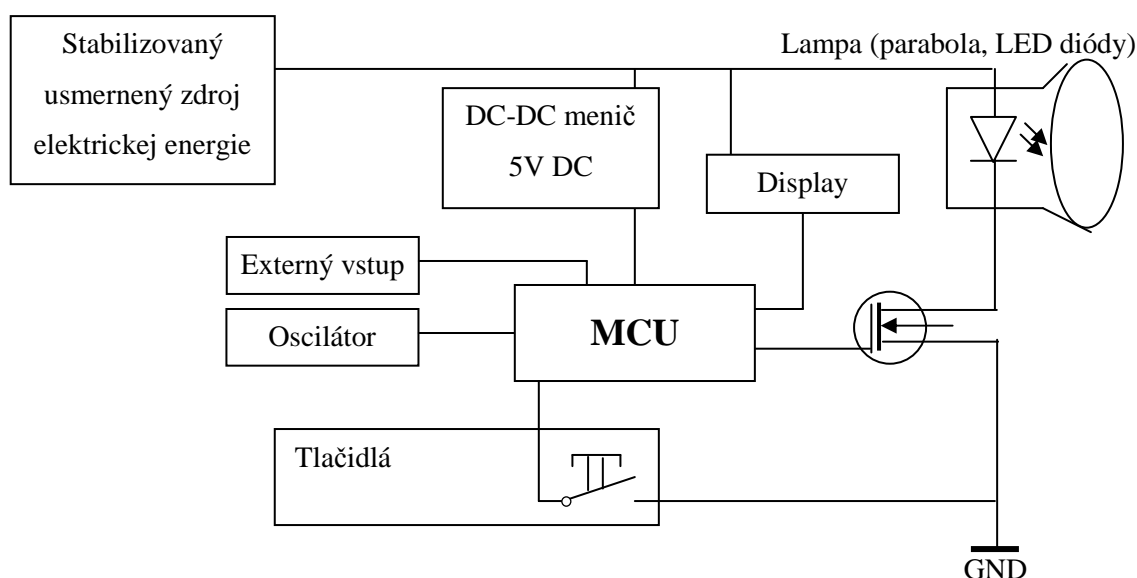 Stabilizovaný
usmernený zdroj
elektrickej energie
Lampa (parabola, LED diódy)
DC-DC menič
5V DC
Display
Externý vstup
Oscilátor
MCU
Tlačidlá
GND